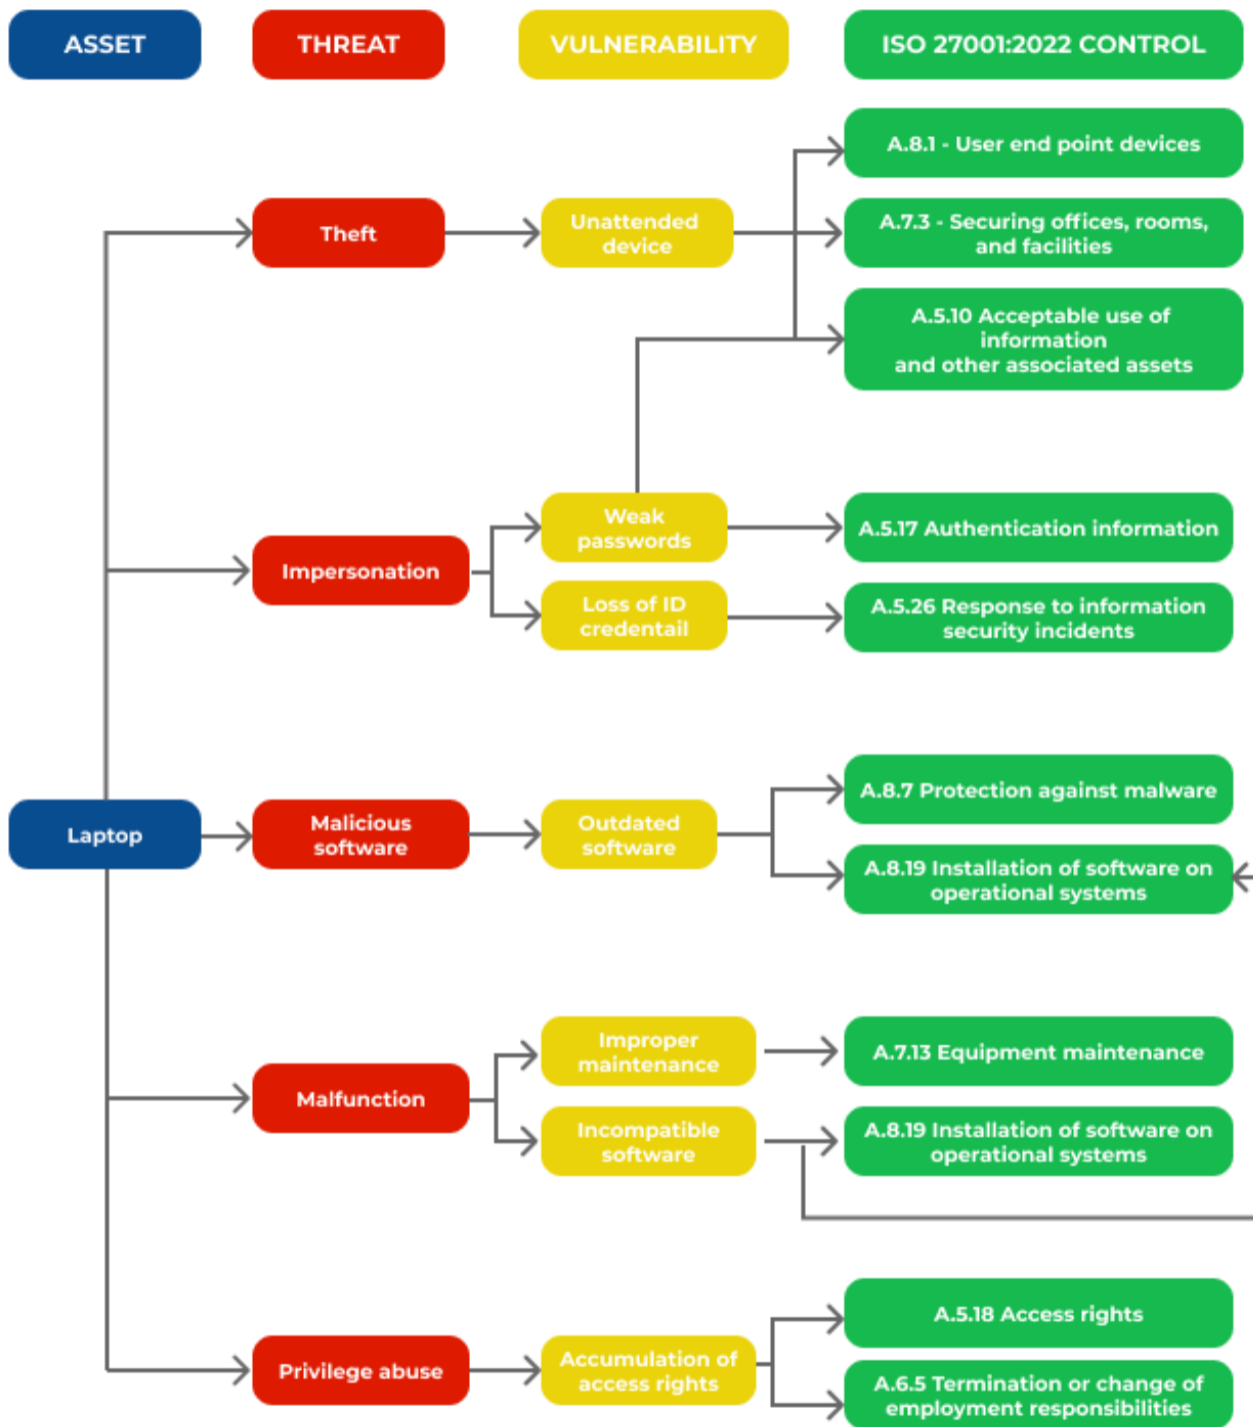 ASSET
THREAT
VULNERABILITY
ISO 27001:2022 CONTROL
A.8.1 - User end point devices
Theft
Unattended
device
A.7.3 - Securing offices, rooms,
and facilities
A.5.10 Acceptable use of
information
and other associated assets
Impersonation
Weak
passwords
A.5.17 Authentication information
Loss of ID
credentail
A.5.26 Response to information
security incidents
Laptop
Malicious
software
Outdated
software
A.8.7 Protection against malware
A.8.19 Installation of software on
operational systems
Malfunction
Improper
maintenance
A.7.13 Equipment maintenance
Incompatible
software
A.8.19 Installation of software on
operational systems
Privilege abuse
Accumulation of
access rights
A.5.18 Access rights
A.6.5 Termination or change of
employment responsibilities